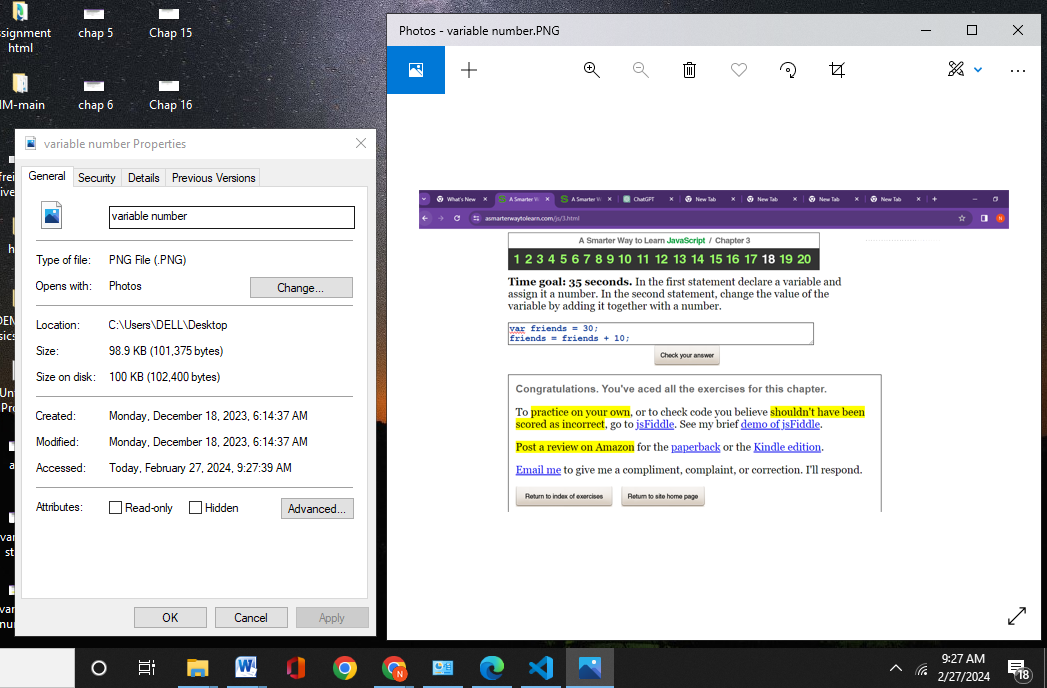 ssignment
html
chap 5
Chap 15
IM-main
chap 6
Chap 16
variable number Properties
General
Security
Details
Previous Versions
variable number
Type of file:
PNG File (.PNG)
Opens with:
Photos
Change...
Location:
C:\Users\DELL\Desktop
Size:
98.9 KB (101,375 bytes)
Size on disk:
100 KB (102,400 bytes)
Created:
Monday, December 18, 2023, 6:14:37 AM
Modified:
Monday, December 18, 2023, 6:14:37 AM
Accessed:
Today, February 27, 2024, 9:27:39 AM
Attributes:
Read-only
Hidden
Advanced...
OK
Cancel
Apply
Photos - variable number.PNG
What's New
A Smarter W
A Smarter W
ChatGPT
New Tab
New Tab
New Tab
New Tab
asmarterwaytolearn.com/js/3.html
N
A Smarter Way to Learn JavaScript / Chapter 3
1 2 3 4 5 6 7 8 9 10 11 12 13 14 15 16 17 18 19 20
Time goal: 35 seconds. In the first statement declare a variable and
assign it a number. In the second statement, change the value of the
variable by adding it together with a number.
var friends = 30;
friends = friends + 10;
Check your answer
Congratulations. You've aced all the exercises for this chapter.
To practice on your own, or to check code you believe shouldn't have been
scored as incorrect, go to jsFiddle. See my brief demo of jsFiddle.
Post a review on Amazon for the paperback or the Kindle edition.
Email me to give me a compliment, complaint, or correction. I'll respond.
Return to index of exercises
Return to site home page
N
9:27 AM
2/27/2024
18